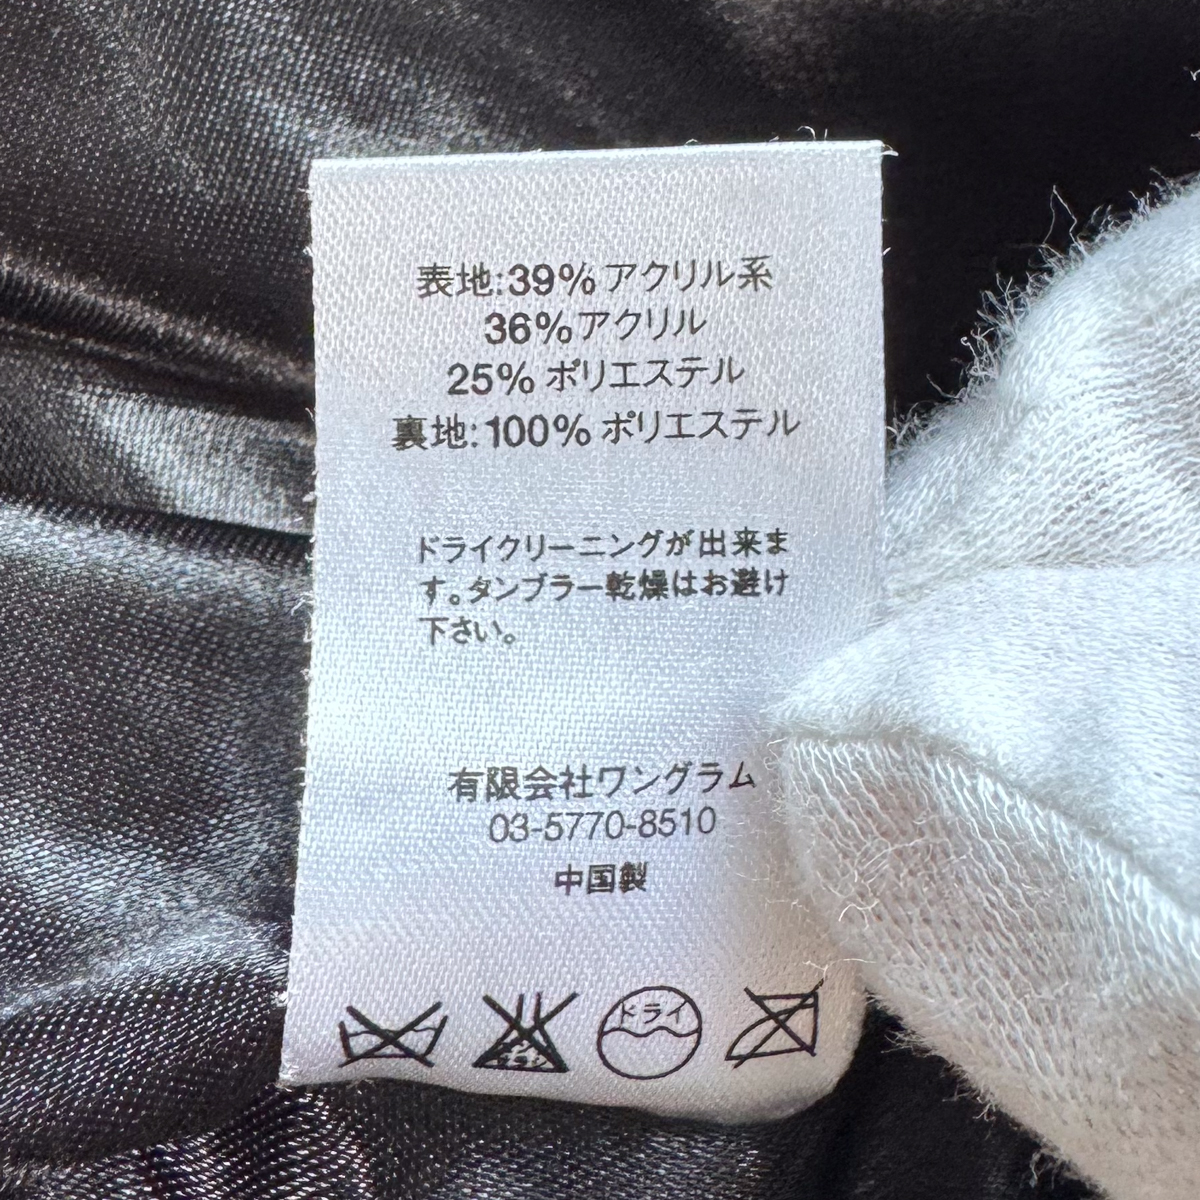 表地:39%アクリル系
36%アクリル
25%ポリエステル
裏地:100%ポリエステル
ドライクリーニングが出来ま
す。タンブラー乾燥はお避け
下さい。
有限会社ワングラム
03-5770-8510
中国製
ドライ